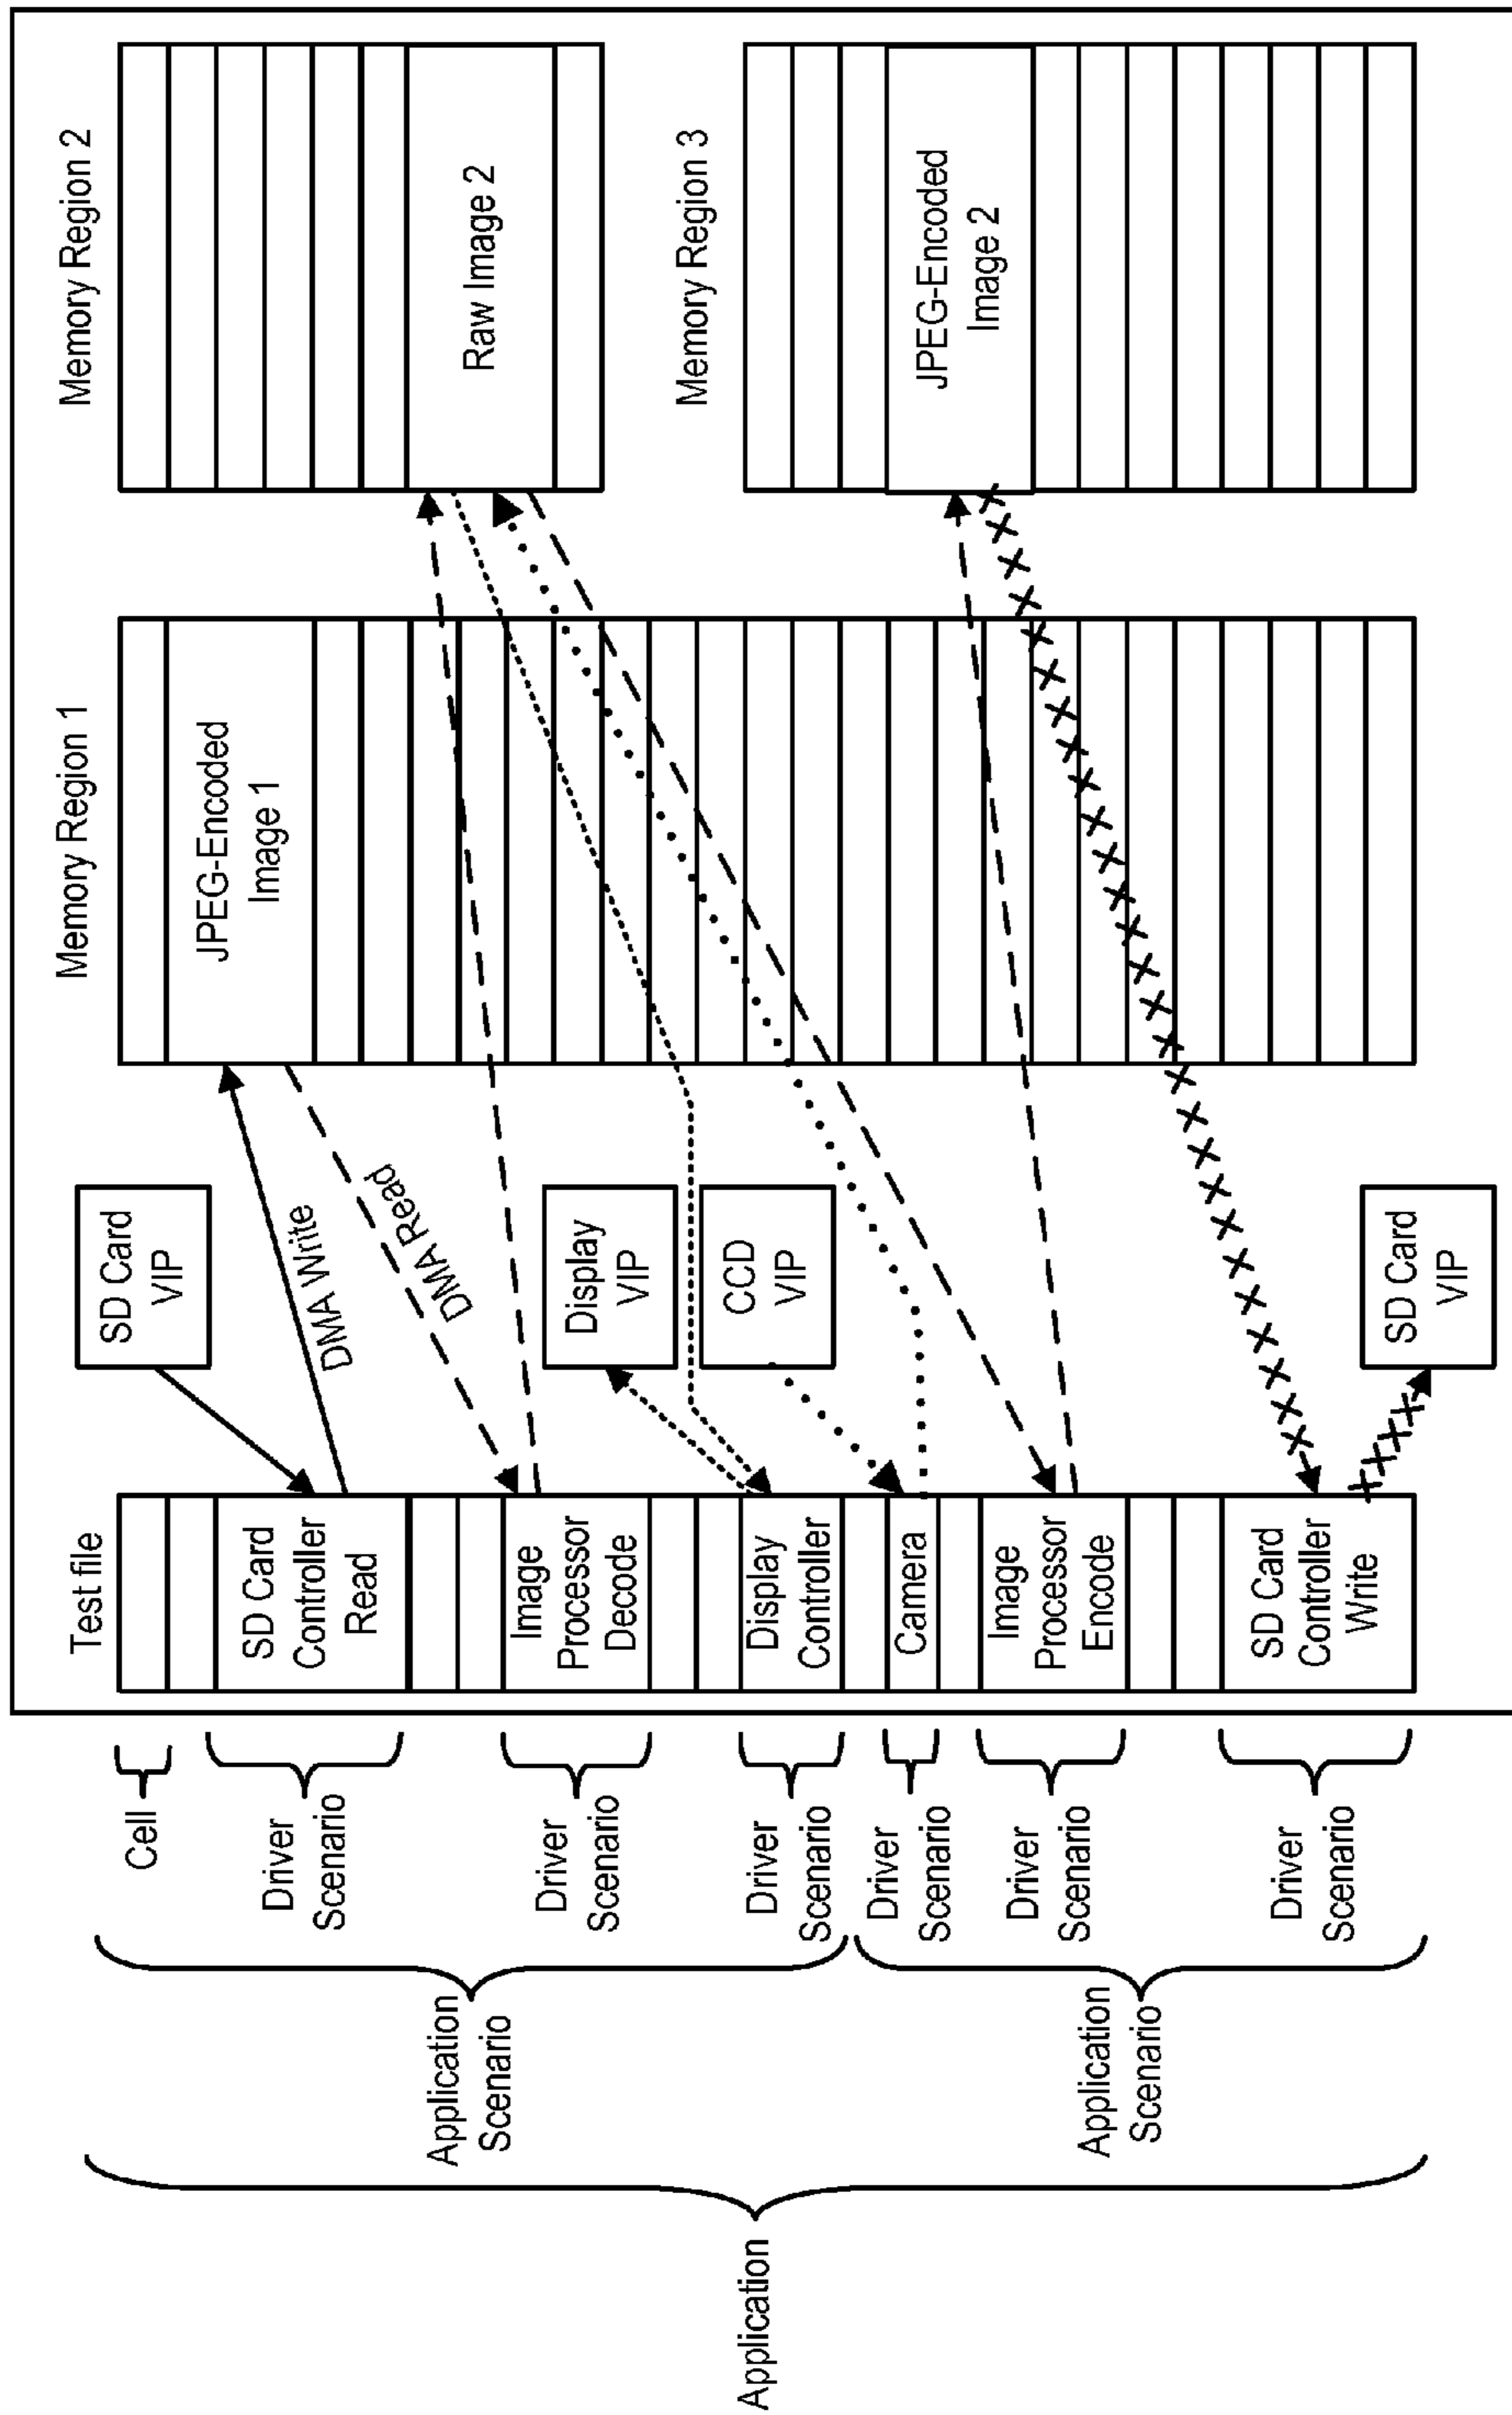 Application
Application
Scenario
Application
Scenario
Cell
Driver
Scenario
Driver
Scenario
Driver
Scenario
Driver
Scenario
Driver
Scenario
Driver
Scenario
Test file
SD Card
Controller
Read
Image
Processor
Decode
Display
Controller
Camera
Image
Processor
Encode
SD Card
Controller
Write
SD Card
VIP
DMA Write
DMA Read
Display
VIP
CCD
VIP
SD Card
VIP
Memory Region 1
JPEG-Encoded
Image 1
Memory Region 2
Raw Image 2
Memory Region 3
JPEG-Encoded
Image 2